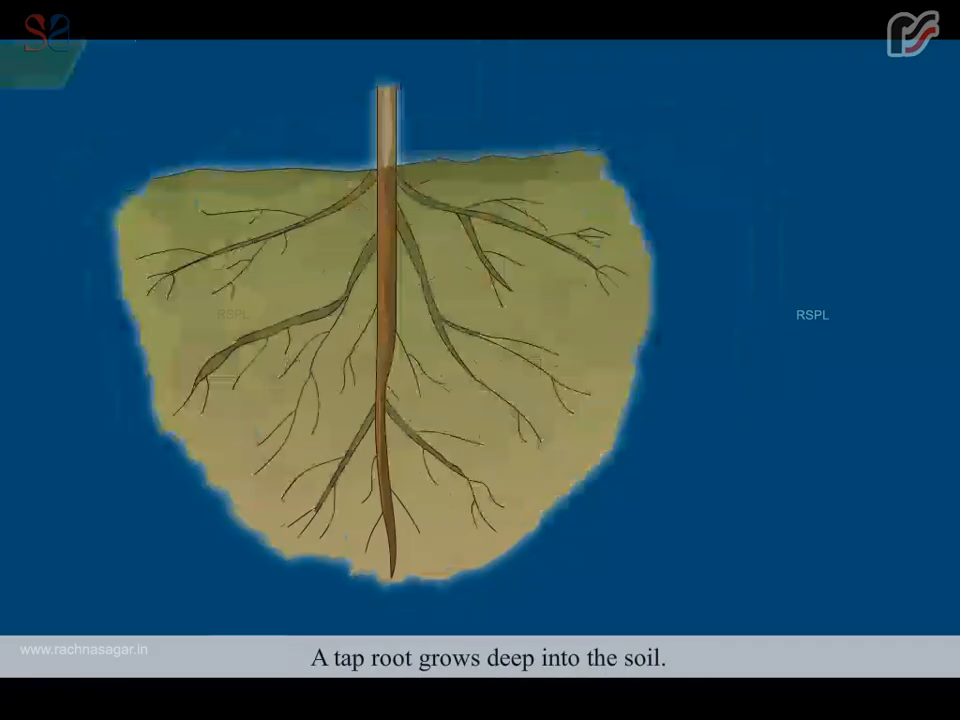 RSPL
RSPL
www.rachnasagar.in
A tap root grows deep into the soil.